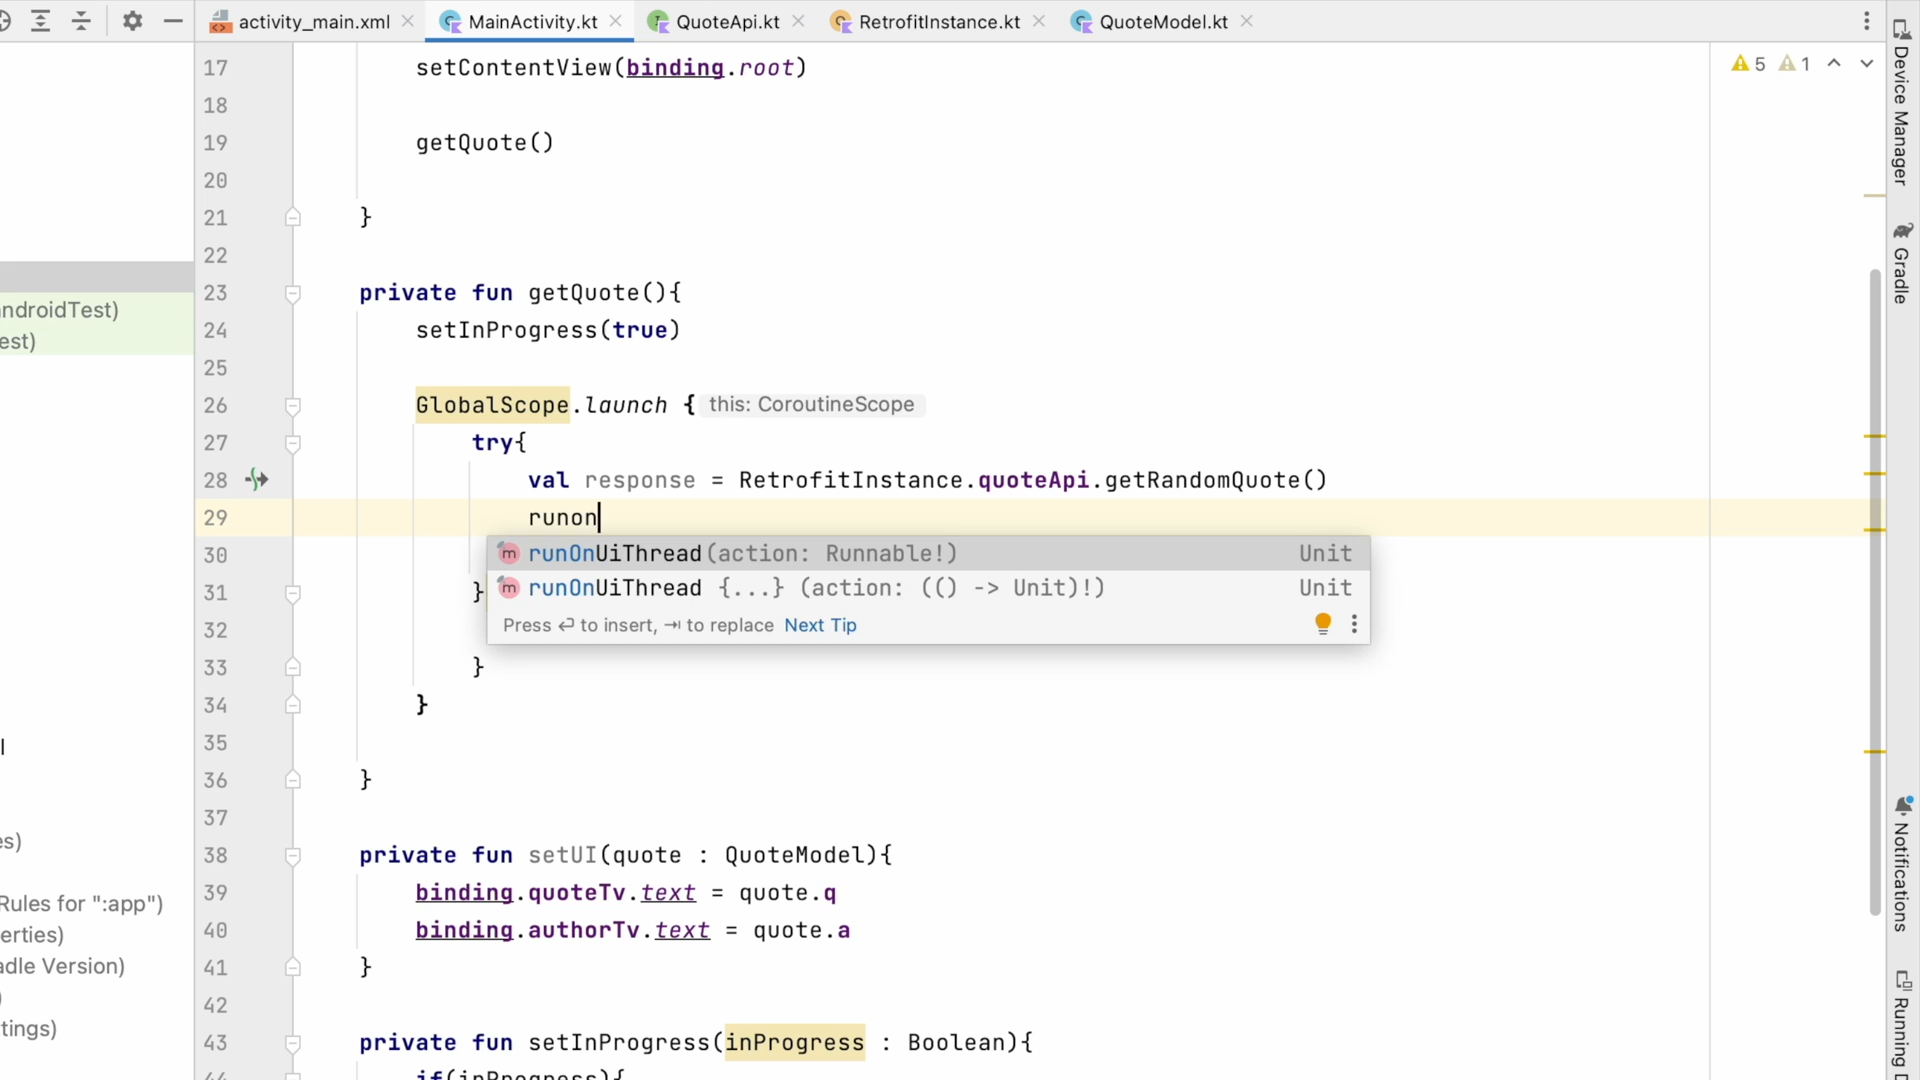 activity_main.xml MainActivity.kt QuoteApi.kt RetrofitInstance.kt QuoteModel.kt
5 1
17 setContentView(binding.root)
18
19 getQuote()
20
21 }
22
23 private fun getQuote(){
24 setInProgress(true)
25
26 GlobalScope.launch { this: CoroutineScope
27 try{
28 val response = RetrofitInstance.quoteApi.getRandomQuote()
29 runon
30 runOnUiThread(action: Runnable!) Unit
31 } runOnUiThread {...} (action: (() -> Unit)!) Unit
32 Press ⏎ to insert, ⇥ to replace Next Tip
33 }
34 }
35
36 }
37
38 private fun setUI(quote : QuoteModel){
39 binding.quoteTv.text = quote.q
40 binding.authorTv.text = quote.a
41 }
42
43 private fun setInProgress(inProgress : Boolean){
44 if(inProgress){
ndroidTest)
est)
l
es)
Rules for ":app")
erties)
adle Version)
)
tings)
Device Manager
Gradle
Notifications
Running D